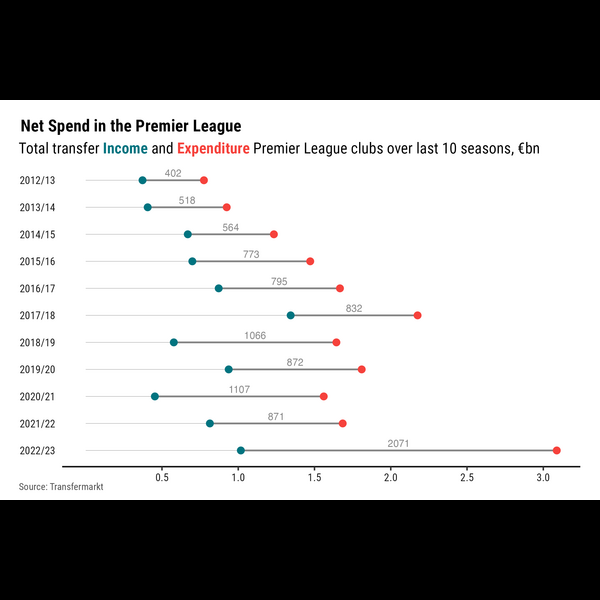 Net Spend in the Premier League
Total transfer Income and Expenditure Premier League clubs over last 10 seasons, €bn
2012/13 402
2013/14 518
2014/15 564
2015/16 773
2016/17 795
2017/18 832
2018/19 1066
2019/20 872
2020/21 1107
2021/22 871
2022/23 2071
0.5 1.0 1.5 2.0 2.5 3.0
Source: Transfermarkt